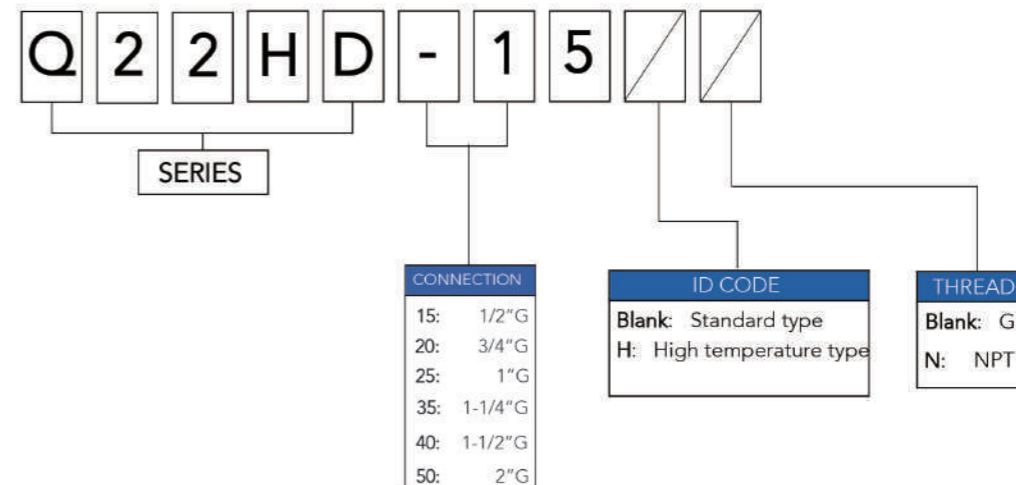 Q 2 2 H D - 1 5
SERIES
CONNECTION
15: 1/2"G
20: 3/4"G
25: 1"G
35: 1-1/4"G
40: 1-1/2"G
50: 2"G
ID CODE
Blank: Standard type
H: High temperature type
THREAD
Blank: G
N: NPT